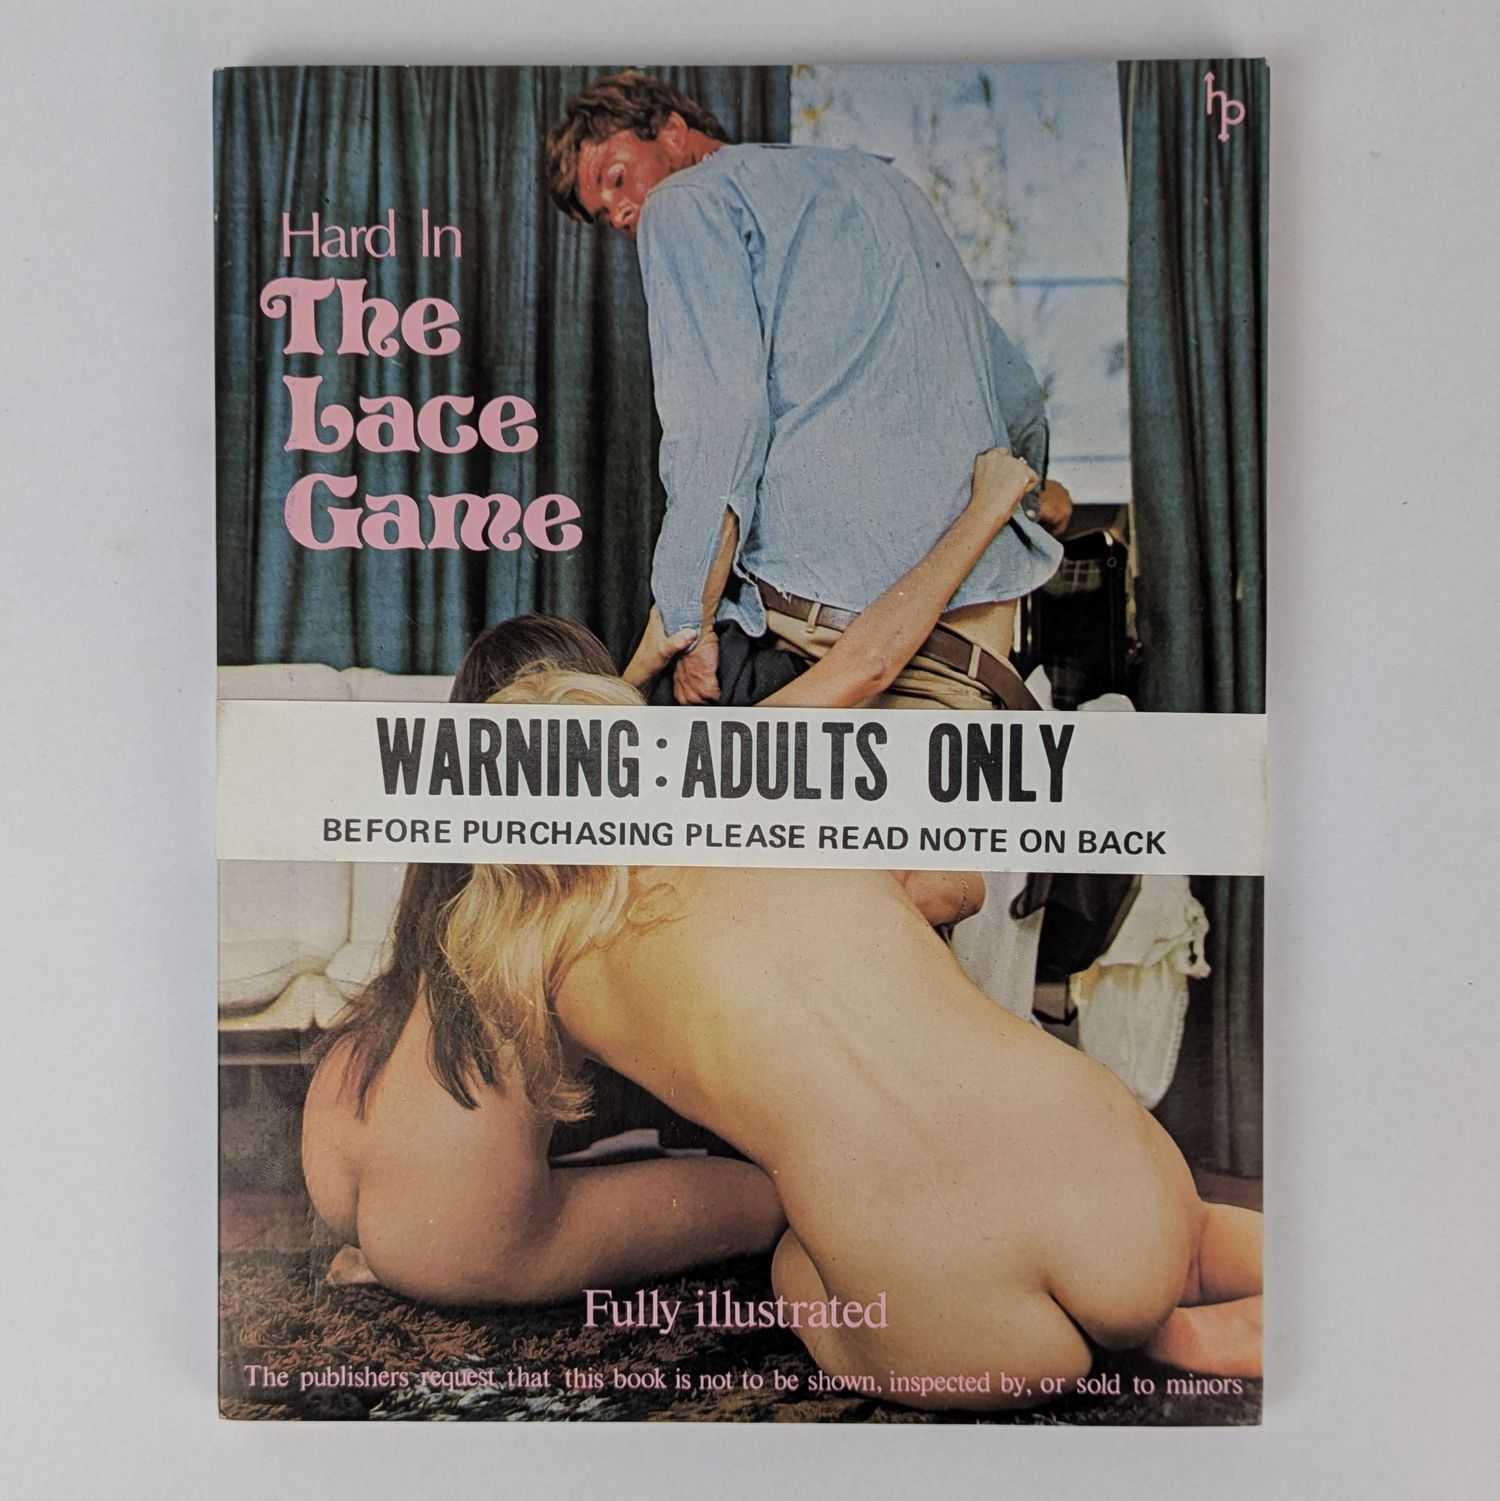 hp
Hard In
The
Lace
Game
WARNING: ADULTS ONLY
BEFORE PURCHASING PLEASE READ NOTE ON BACK
Fully illustrated
The publishers request that this book is not to be shown, inspected by, or sold to minors